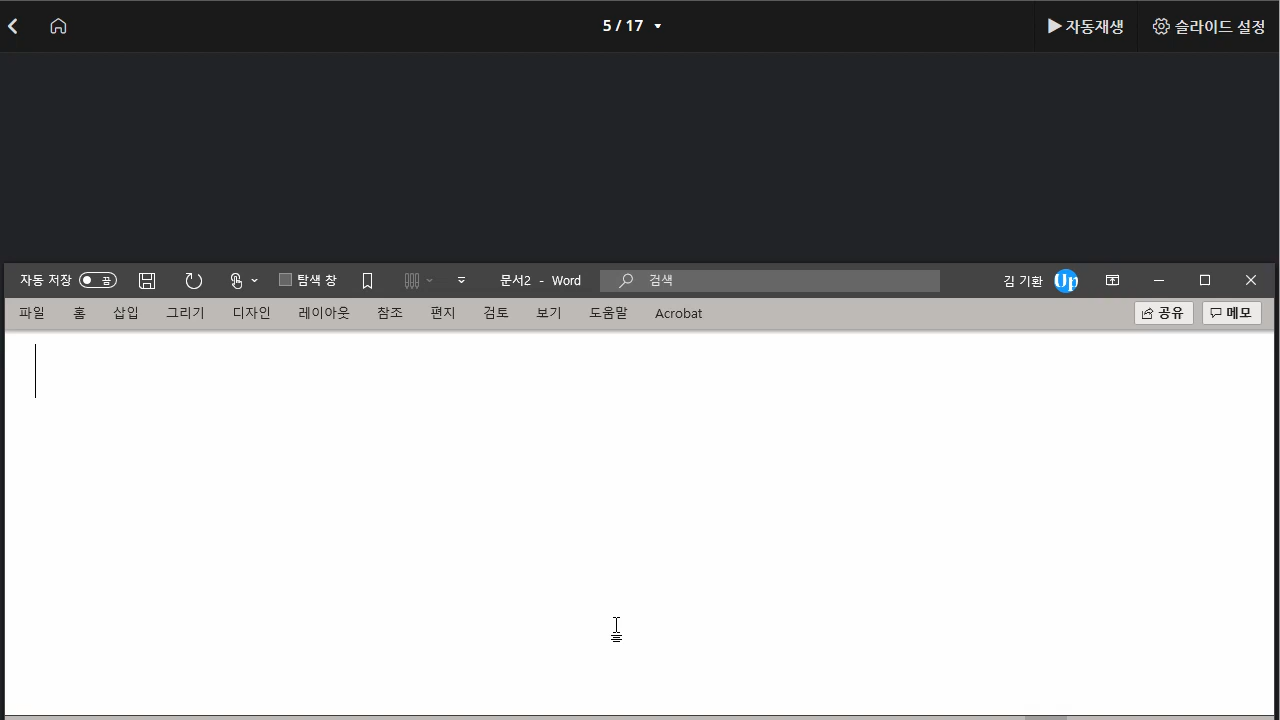 5 / 17
자동재생
슬라이드 설정
자동 저장 끔
탐색 창
문서2 - Word
검색
김 기환
Up
파일 홈 삽입 그리기 디자인 레이아웃 참조 편지 검토 보기 도움말 Acrobat
공유
메모